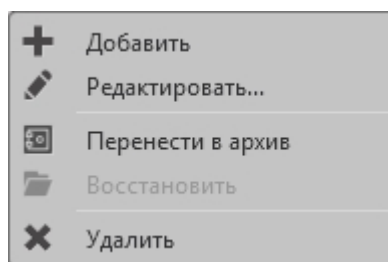 Добавить
Редактировать...
Перенести в архив
Восстановить
Удалить